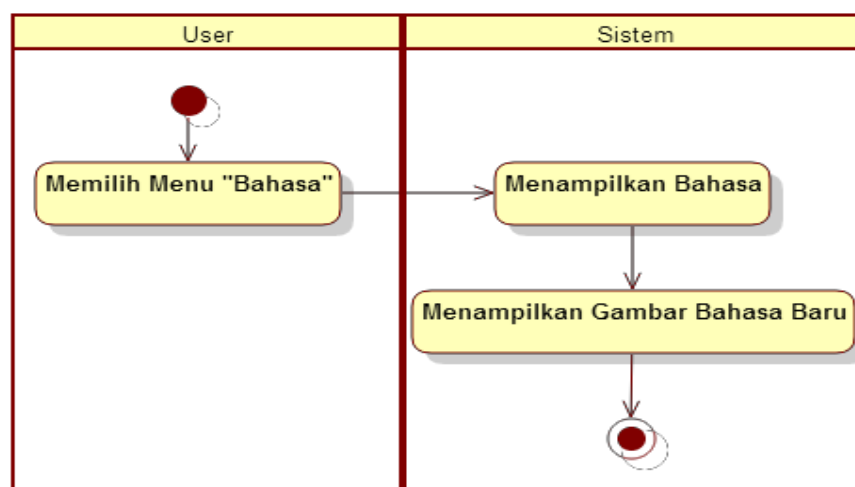 User
Sistem
Memilih Menu "Bahasa"
Menampilkan Bahasa
Menampilkan Gambar Bahasa Baru